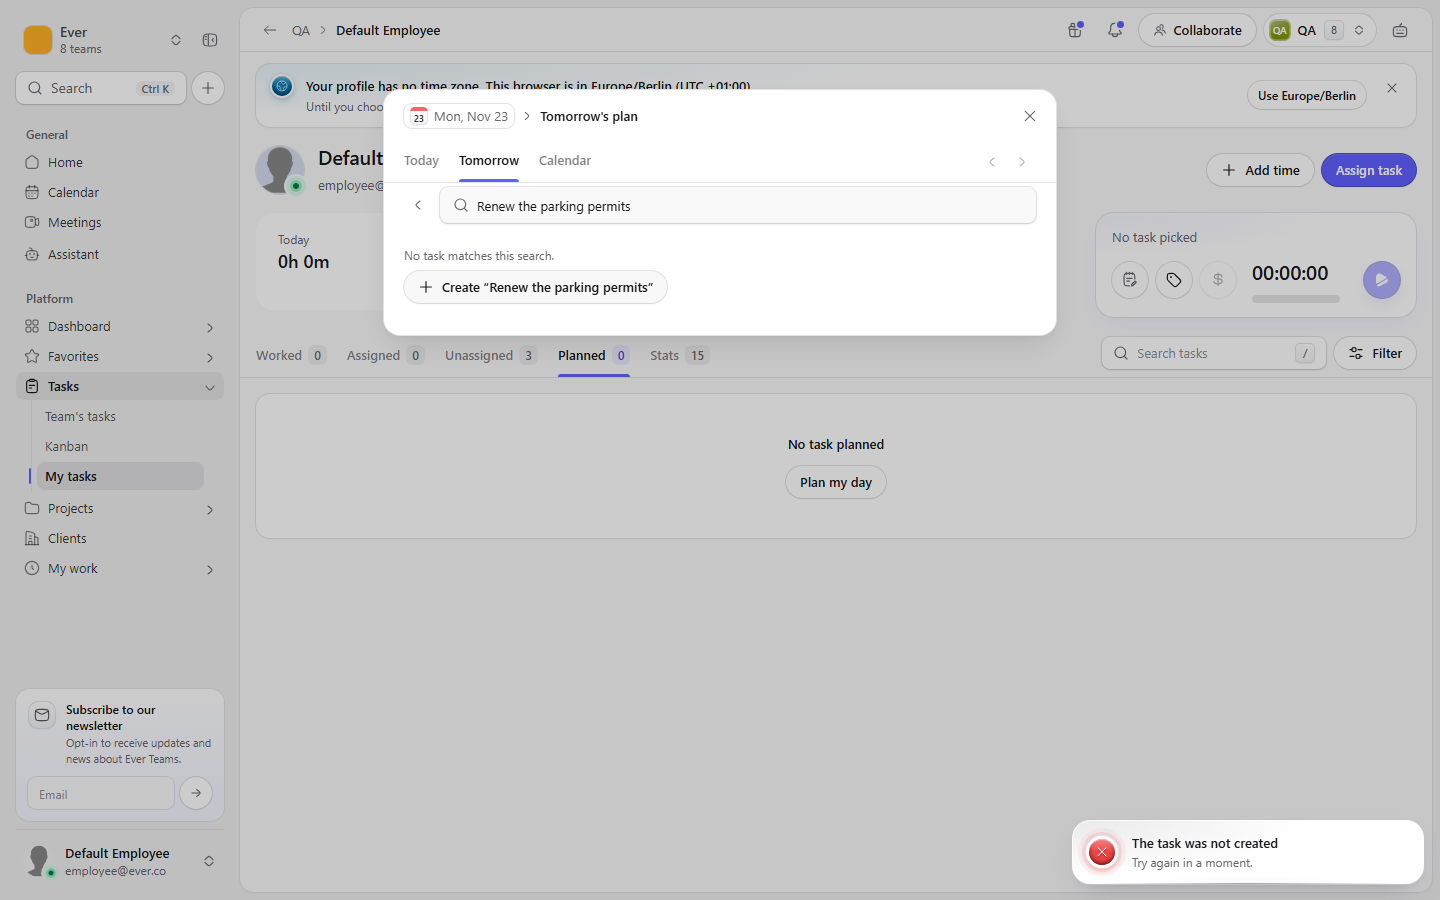 Ever
8 teams
Search
Ctrl K
General
Home
Calendar
Meetings
Assistant
Platform
Dashboard
Favorites
Tasks
Team's tasks
Kanban
My tasks
Projects
Clients
My work
Subscribe to our
newsletter
Opt-in to receive updates and
news about Ever Teams.
Email
Default Employee
employee@ever.co
QA
Default Employee
Collaborate
QA
QA
8
Your profile has no time zone. This browser is in Europe/Berlin (UTC +01:00)
Until you choo
Use Europe/Berlin
Default
employee@
Add time
Assign task
Today
0h 0m
No task picked
$
00:00:00
23
Mon, Nov 23
Tomorrow's plan
Today
Tomorrow
Calendar
Renew the parking permits
No task matches this search.
Create “Renew the parking permits”
Worked 0
Assigned 0
Unassigned 3
Planned 0
Stats 15
Search tasks
/
Filter
No task planned
Plan my day
The task was not created
Try again in a moment.